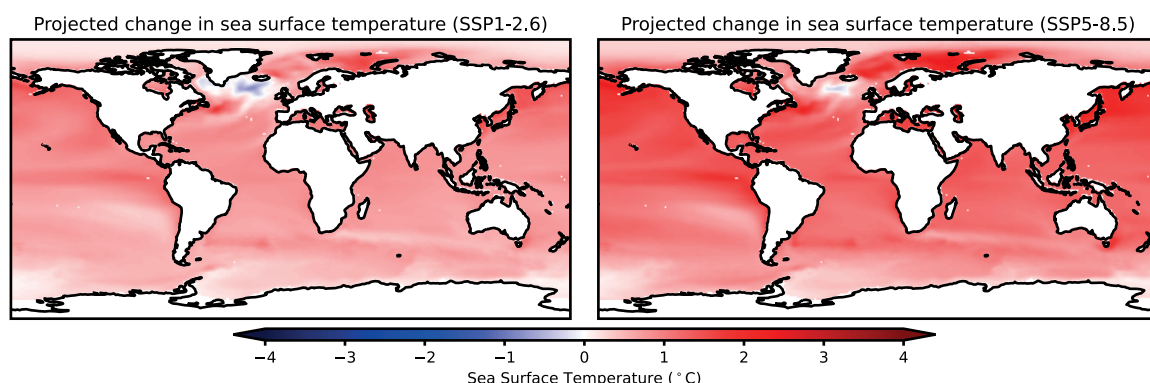 Projected change in sea surface temperature (SSP1-2.6)
Projected change in sea surface temperature (SSP5-8.5)
−4 −3 −2 −1 0 1 2 3 4
Sea Surface Temperature (°C)